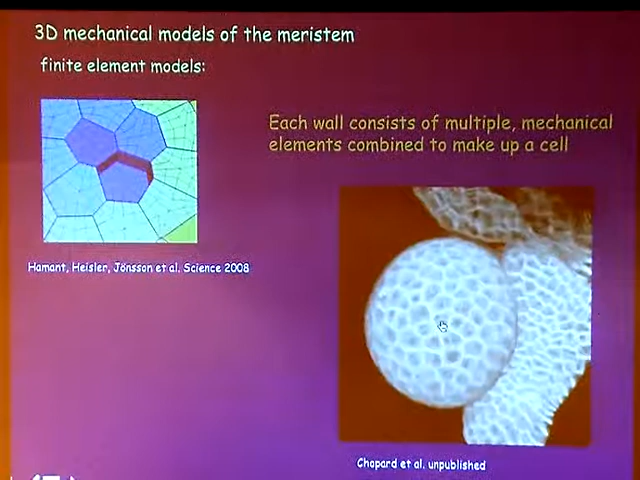 3D mechanical models of the meristem
finite element models:
Each wall consists of multiple, mechanical
elements combined to make up a cell
Hamant, Heisler, Jönsson et al. Science 2008
Chopard et al. unpublished